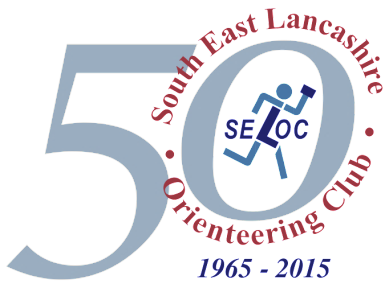 50
South East Lancashire
SELOC
• Orienteering Club •
1965 - 2015